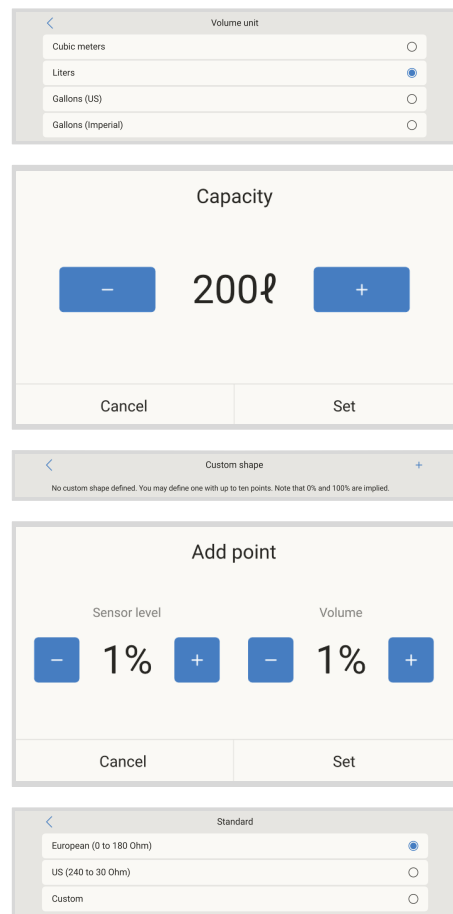 Volume unit
Cubic meters
Liters
Gallons (US)
Gallons (Imperial)
Capacity
− 200ℓ +
Cancel Set
Custom shape +
No custom shape defined. You may define one with up to ten points. Note that 0% and 100% are implied.
Add point
Sensor level Volume
− 1% + − 1% +
Cancel Set
Standard
European (0 to 180 Ohm)
US (240 to 30 Ohm)
Custom